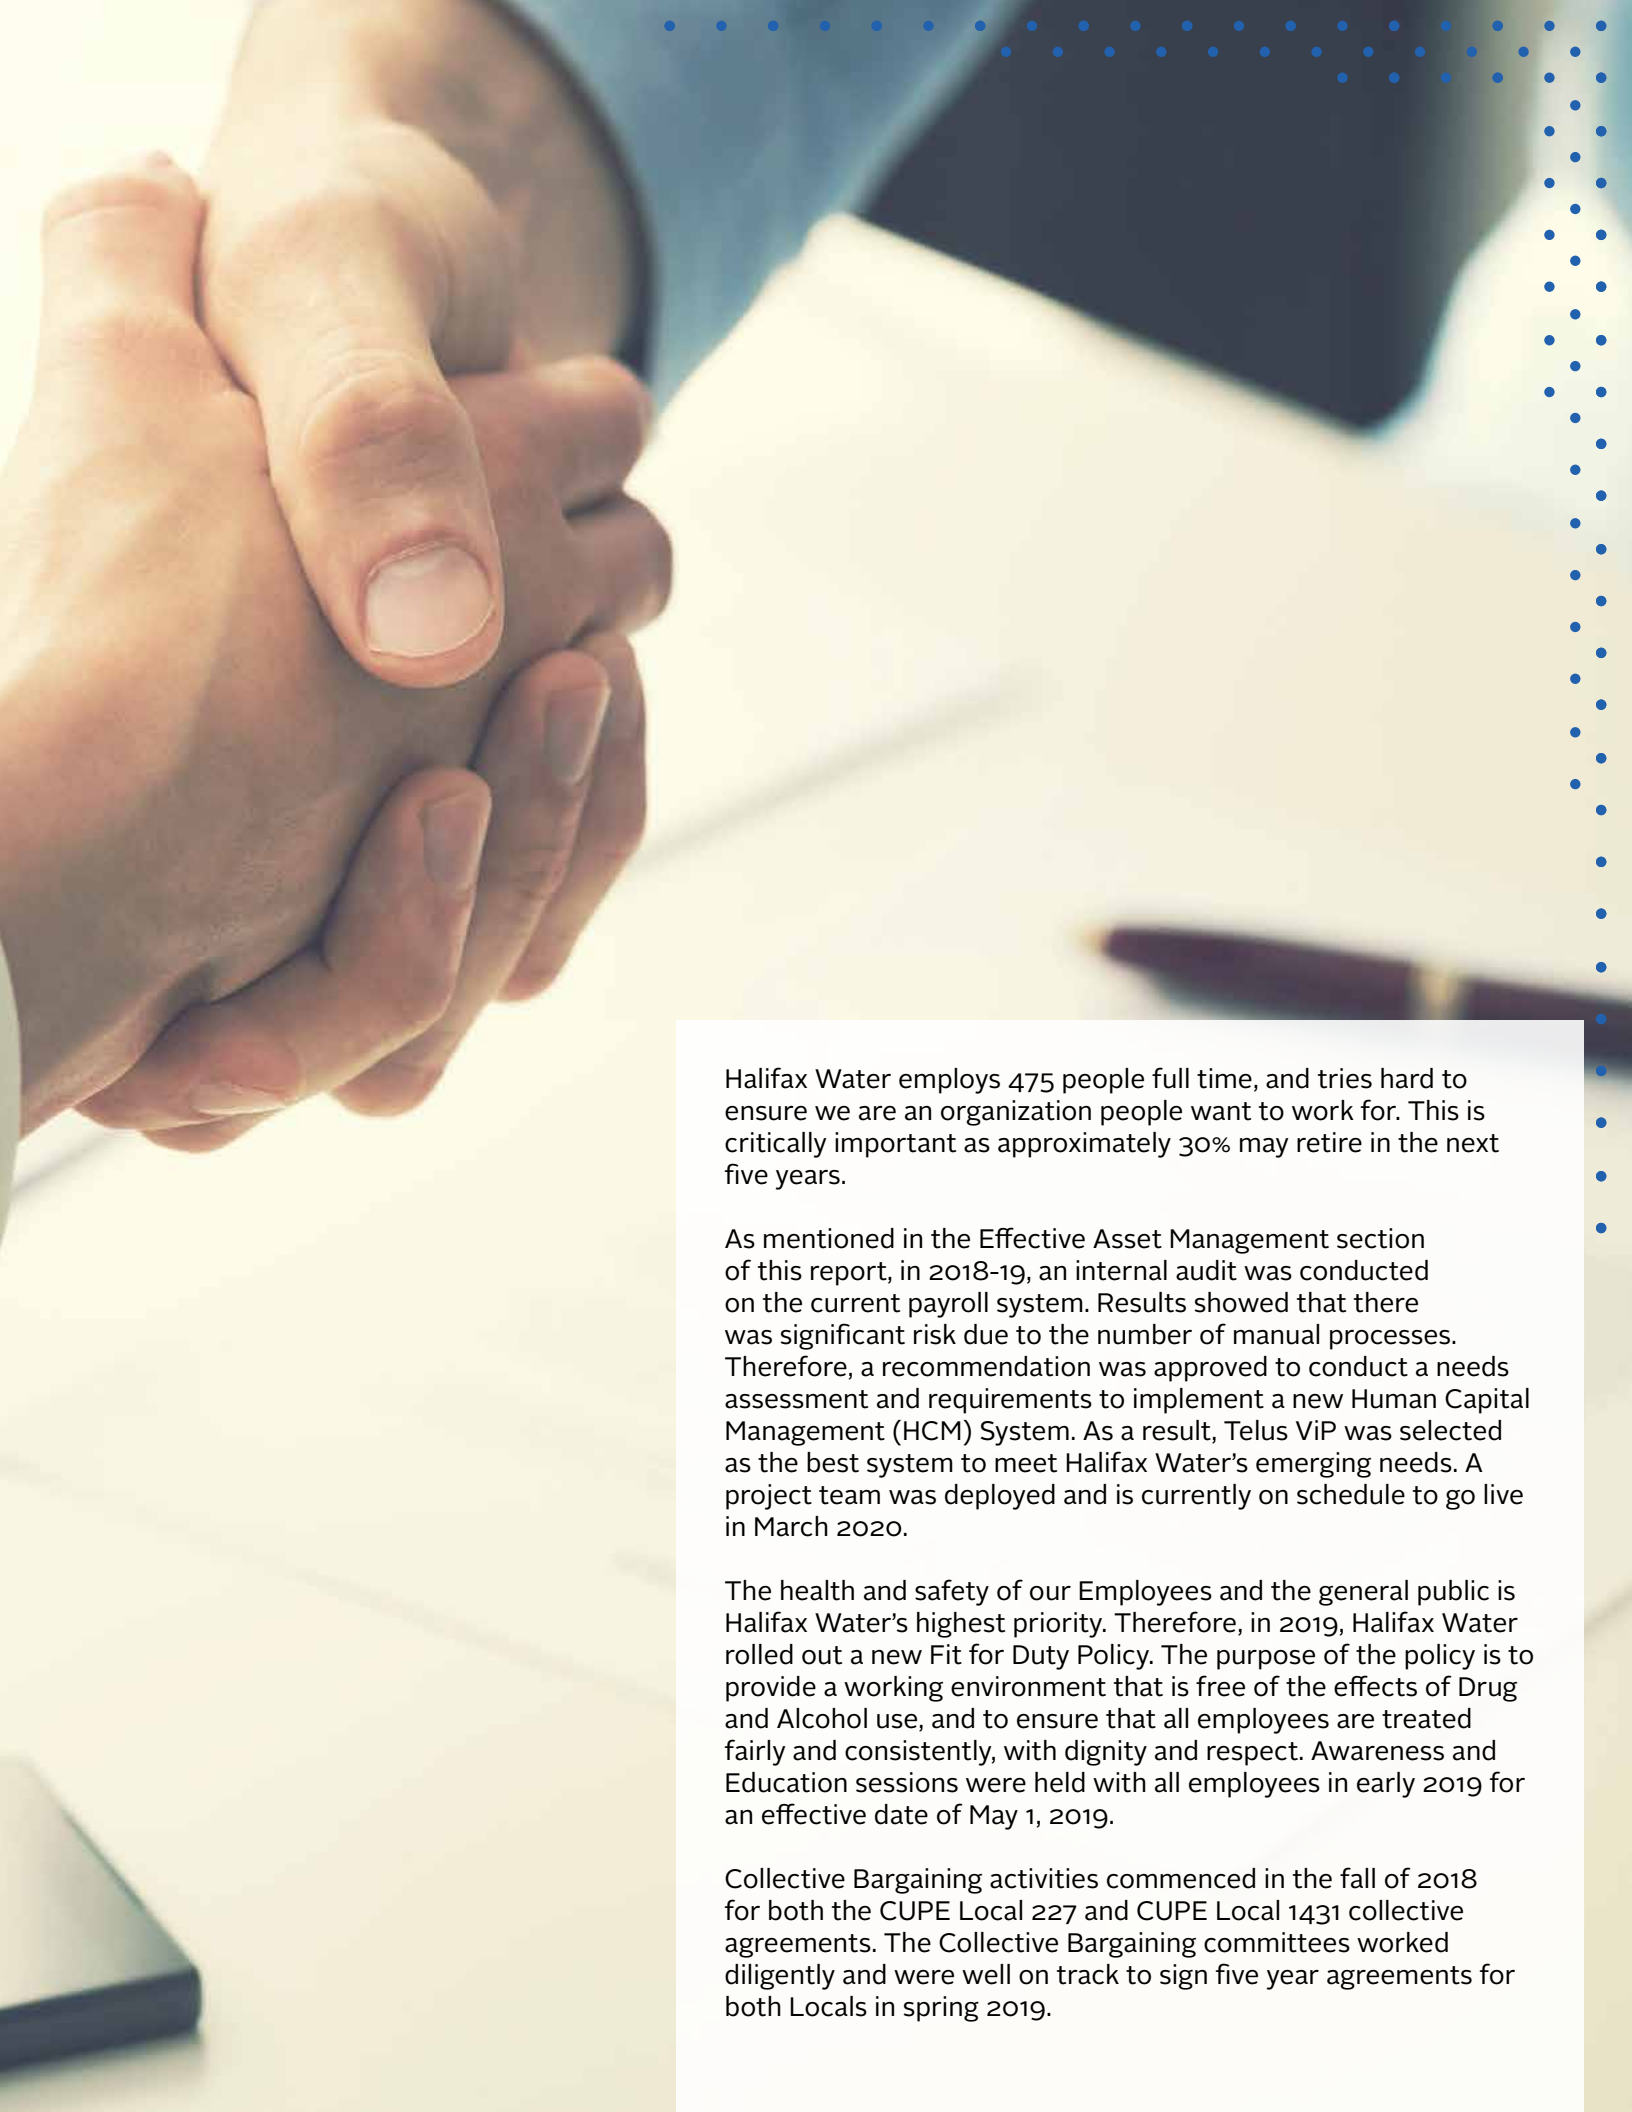 Halifax Water employs 475 people full time, and tries hard to
ensure we are an organization people want to work for. This is
critically important as approximately 30% may retire in the next
five years.
As mentioned in the Effective Asset Management section
of this report, in 2018-19, an internal audit was conducted
on the current payroll system. Results showed that there
was significant risk due to the number of manual processes.
Therefore, a recommendation was approved to conduct a needs
assessment and requirements to implement a new Human Capital
Management (HCM) System. As a result, Telus ViP was selected
as the best system to meet Halifax Water’s emerging needs. A
project team was deployed and is currently on schedule to go live
in March 2020.
The health and safety of our Employees and the general public is
Halifax Water’s highest priority. Therefore, in 2019, Halifax Water
rolled out a new Fit for Duty Policy. The purpose of the policy is to
provide a working environment that is free of the effects of Drug
and Alcohol use, and to ensure that all employees are treated
fairly and consistently, with dignity and respect. Awareness and
Education sessions were held with all employees in early 2019 for
an effective date of May 1, 2019.
Collective Bargaining activities commenced in the fall of 2018
for both the CUPE Local 227 and CUPE Local 1431 collective
agreements. The Collective Bargaining committees worked
diligently and were well on track to sign five year agreements for
both Locals in spring 2019.